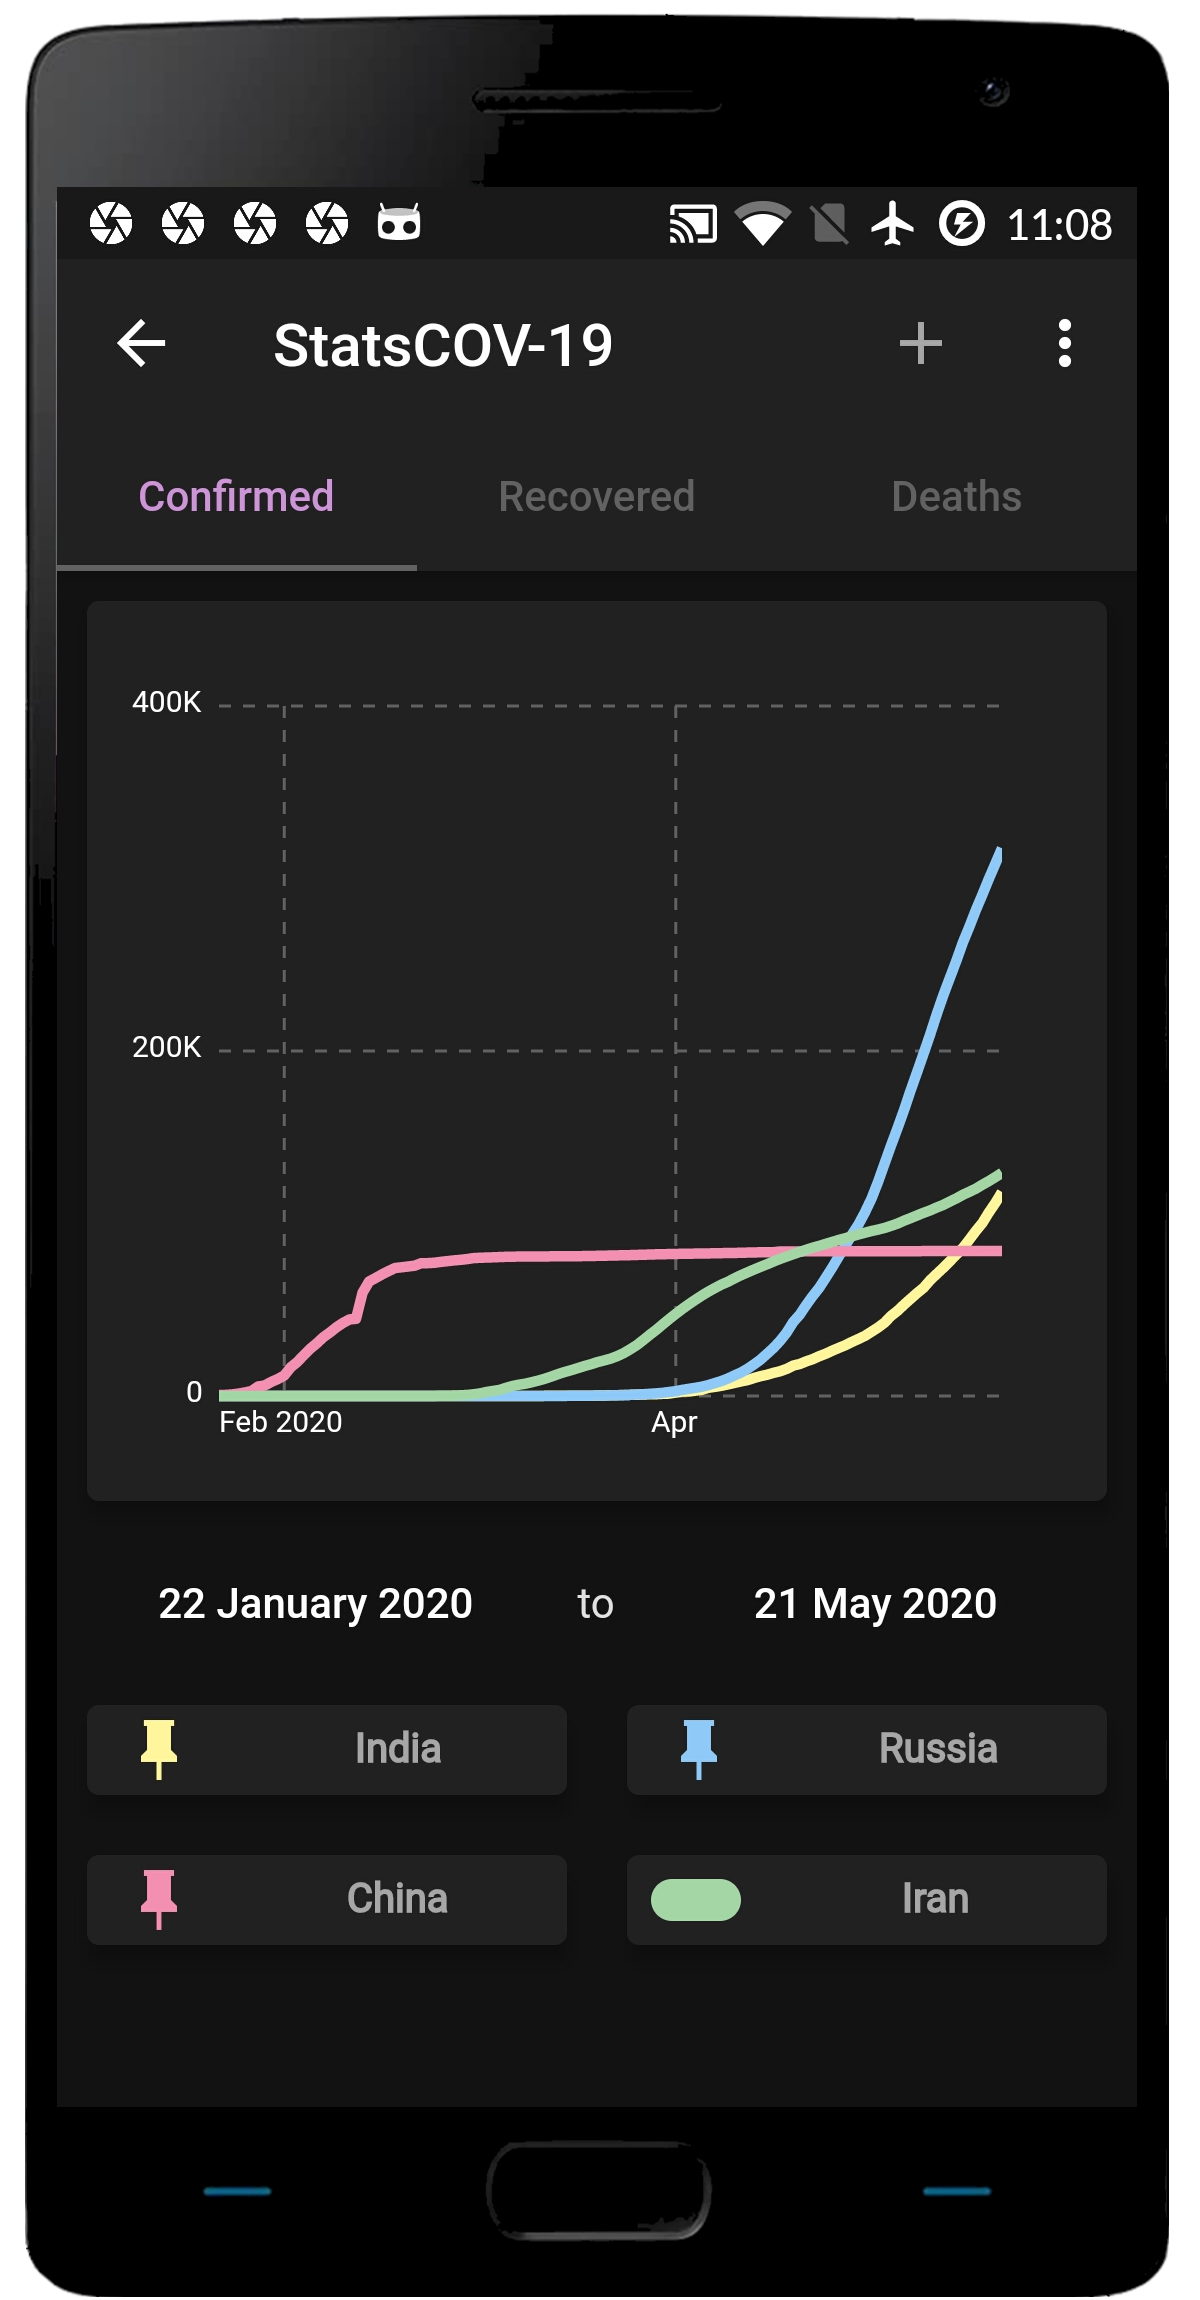 11:08
StatsCOV-19
Confirmed Recovered Deaths
400K
200K
0
Feb 2020 Apr
22 January 2020 to 21 May 2020
India Russia
China Iran